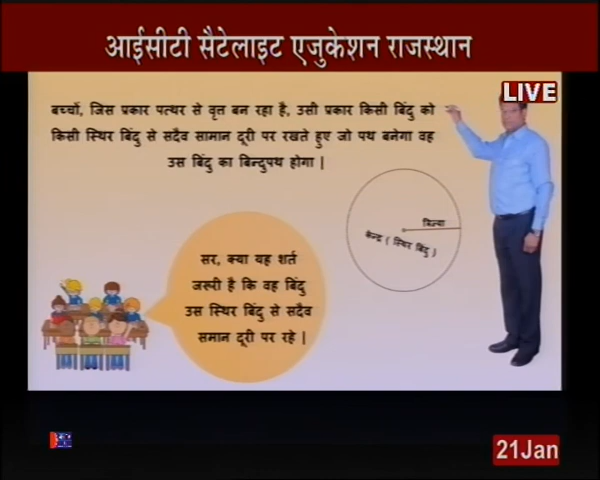 आईसीटी सैटेलाइट एजुकेशन राजस्थान
LIVE
बच्चों, जिस प्रकार पत्थर से वृत्त बन रहा है, उसी प्रकार किसी बिंदु को
किसी स्थिर बिंदु से सदैव सामान दूरी पर रखते हुए जो पथ बनेगा वह
उस बिंदु का बिन्दुपथ होगा |
त्रिज्या
केन्द्र ( स्थिर बिंदु )
सर, क्या यह शर्त
जरुरी है कि वह बिंदु
उस स्थिर बिंदु से सदैव
समान दूरी पर रहे |
21Jan